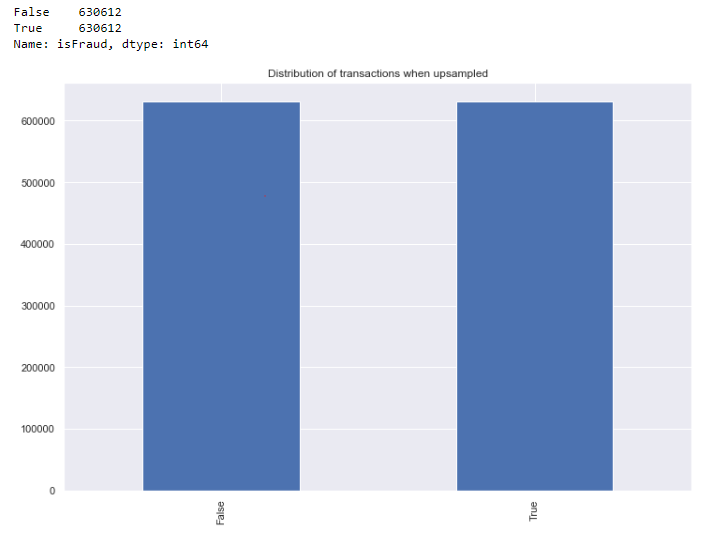 False    630612
True     630612
Name: isFraud, dtype: int64
Distribution of transactions when upsampled
600000
500000
400000
300000
200000
100000
0
False
True